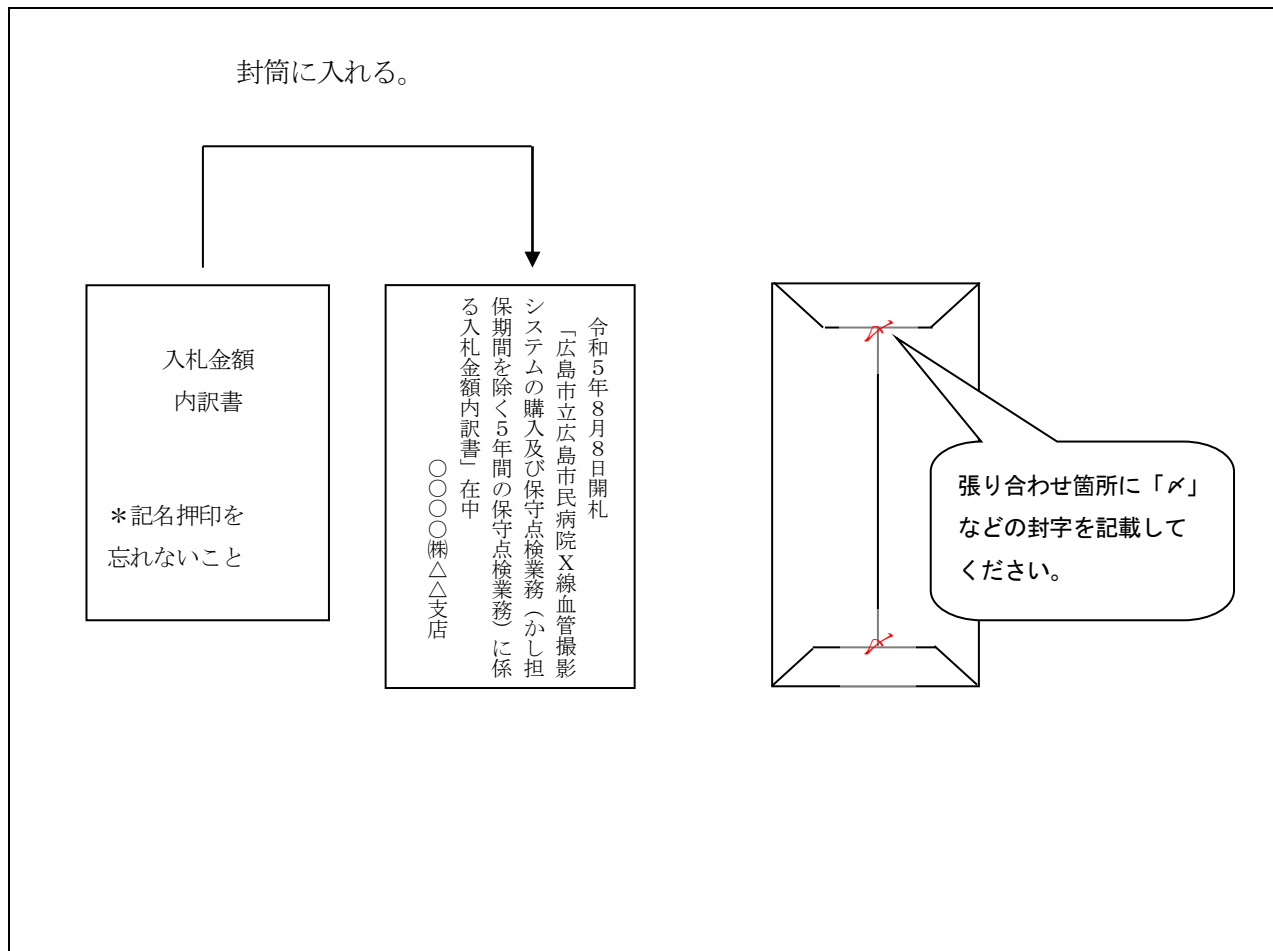 封筒に入れる。
入札金額
内訳書
＊記名押印を
忘れないこと
令和５年８月８日開札
「広島市立広島市民病院Ｘ線血管撮影
システムの購入及び保守点検業務（かし担
保期間を除く５年間の保守点検業務）に係
る入札金額内訳書」在中
〇〇〇〇㈱△△支店
〆
張り合わせ箇所に「〆」
などの封字を記載して
ください。
〆